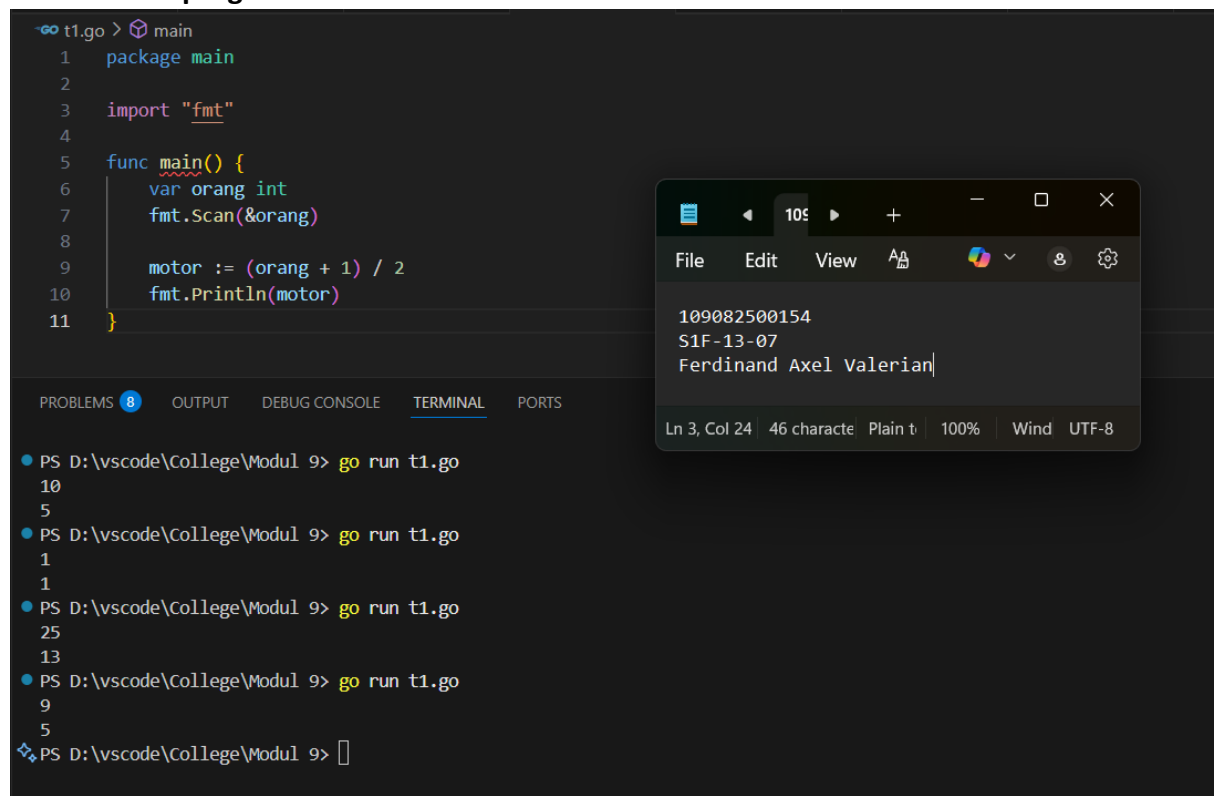 t1.go > main
1 package main
2
3 import "fmt"
4
5 func main() {
6 var orang int
7 fmt.Scan(&orang)
8
9 motor := (orang + 1) / 2
10 fmt.Println(motor)
11 }
109
File Edit View
109082500154
S1F-13-07
Ferdinand Axel Valerian
Ln 3, Col 24 46 characte Plain t 100% Wind UTF-8
PROBLEMS 8 OUTPUT DEBUG CONSOLE TERMINAL PORTS
PS D:\vscode\College\Modul 9> go run t1.go
10
5
PS D:\vscode\College\Modul 9> go run t1.go
1
1
PS D:\vscode\College\Modul 9> go run t1.go
25
13
PS D:\vscode\College\Modul 9> go run t1.go
9
5
PS D:\vscode\College\Modul 9>